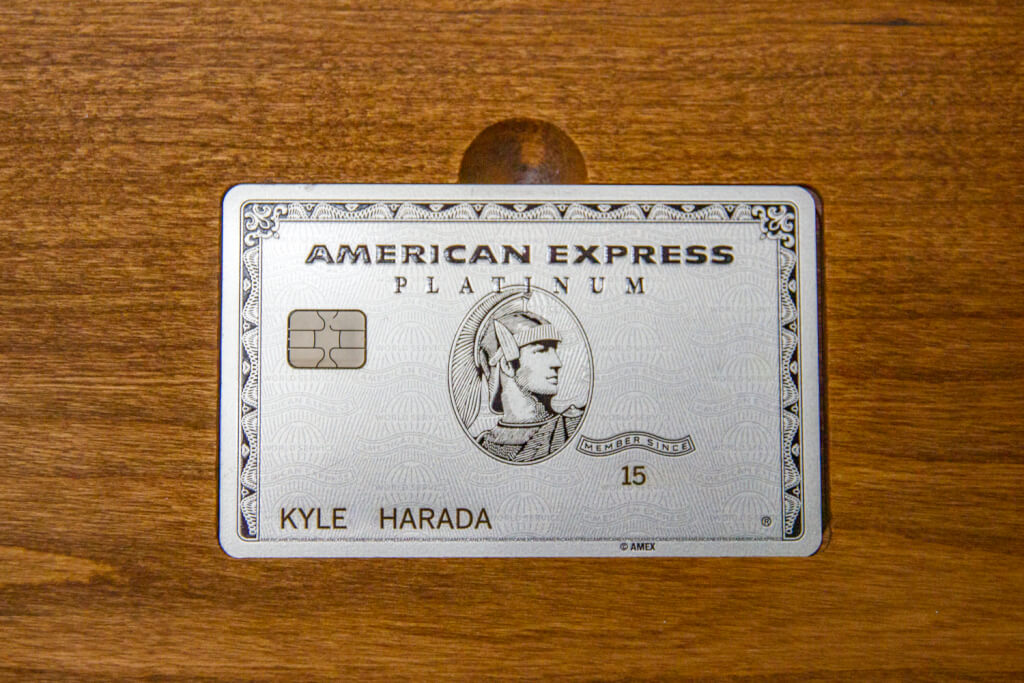 AMERICAN EXPRESS
PLATINUM
MEMBER SINCE
15
KYLE HARADA
®
© AMEX